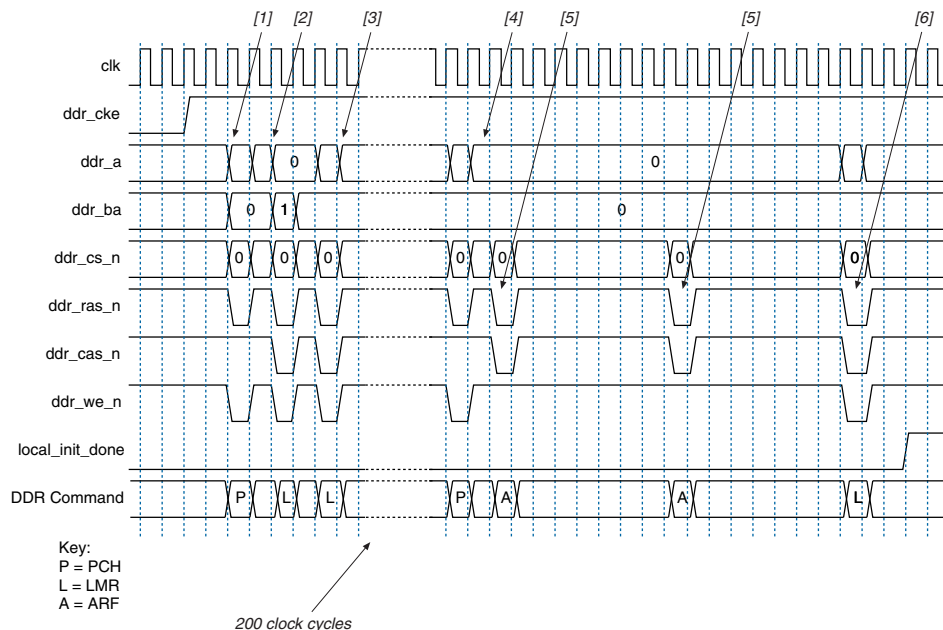 [1] [2] [3] [4] [5] [5] [6]
clk
ddr_cke
ddr_a 0 0
ddr_ba 0 1 0
ddr_cs_n 0 0 0 0 0 0 0
ddr_ras_n
ddr_cas_n
ddr_we_n
local_init_done
DDR Command P L L P A A L
Key:
P = PCH
L = LMR
A = ARF
200 clock cycles